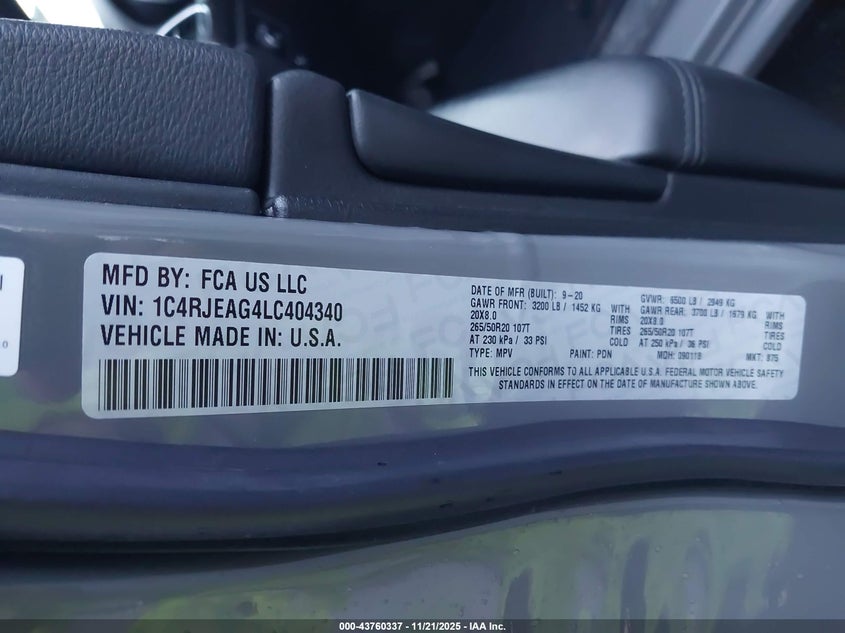 MFD BY: FCA US LLC
VIN: 1C4RJEAG4LC404340
VEHICLE MADE IN: U.S.A.
DATE OF MFR (BUILT): 9-20 GVWR: 6500 LB / 2949 KG
GAWR FRONT: 3200 LB / 1452 KG WITH GAWR REAR: 3700 LB / 1679 KG WITH
20X8.0 RIMS 20X8.0 RIMS
265/50R20 107T TIRES 265/50R20 107T TIRES
AT 230 kPa / 33 PSI COLD AT 250 kPa / 36 PSI COLD
TYPE: MPV PAINT: PDN MDH: 090118 MKT: 875
THIS VEHICLE CONFORMS TO ALL APPLICABLE U.S.A. FEDERAL MOTOR VEHICLE SAFETY
STANDARDS IN EFFECT ON THE DATE OF MANUFACTURE SHOWN ABOVE.
000-43760337 - 11/21/2025 - IAA Inc.